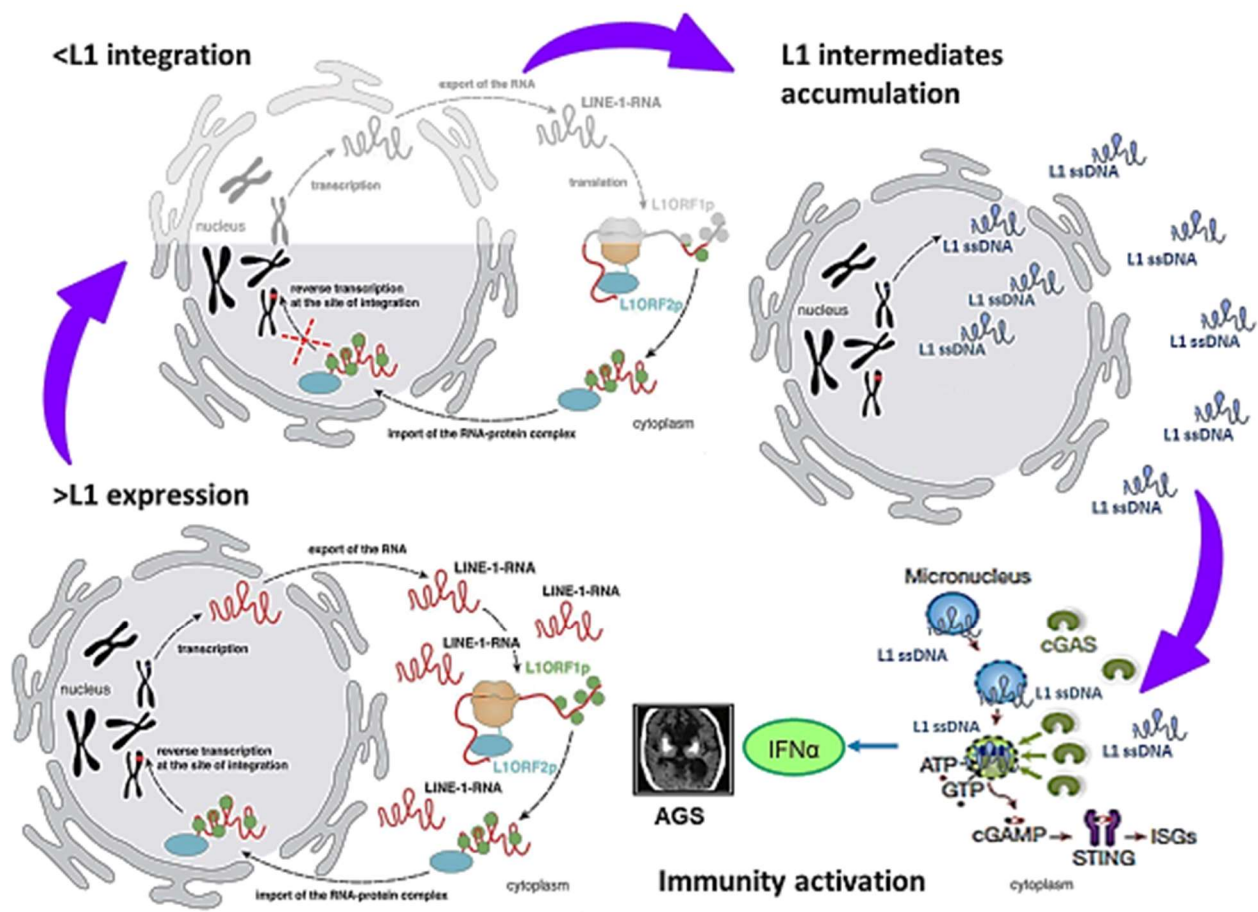 <L1 integration
export of the RNA
LINE-1-RNA
transcription
translation
nucleus
L1ORF1p
reverse transcription
at the site of integration
L1ORF2p
import of the RNA-protein complex
cytoplasm
L1 intermediates
accumulation
L1 ssDNA
L1 ssDNA
L1 ssDNA
L1 ssDNA
nucleus
L1 ssDNA
L1 ssDNA
L1 ssDNA
L1 ssDNA
>L1 expression
export of the RNA
LINE-1-RNA
LINE-1-RNA
LINE-1-RNA
transcription
L1ORF1p
nucleus
reverse transcription
at the site of integration
L1ORF2p
LINE-1-RNA
import of the RNA-protein complex
cytoplasm
Micronucleus
cGAS
L1 ssDNA
L1 ssDNA
L1 ssDNA
L1 ssDNA
ATP
GTP
IFNα
AGS
cGAMP
STING
ISGs
Immunity activation
cytoplasm